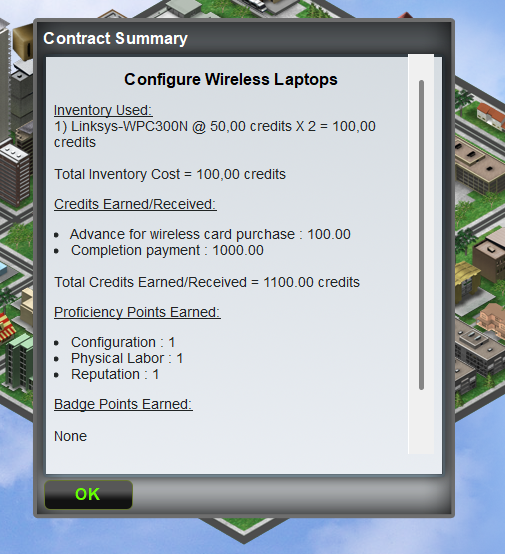 Contract Summary
Configure Wireless Laptops
Inventory Used:
1) Linksys-WPC300N @ 50,00 credits X 2 = 100,00
credits
Total Inventory Cost = 100,00 credits
Credits Earned/Received:
• Advance for wireless card purchase : 100.00
• Completion payment : 1000.00
Total Credits Earned/Received = 1100.00 credits
Proficiency Points Earned:
• Configuration : 1
• Physical Labor : 1
• Reputation : 1
Badge Points Earned:
None
OK